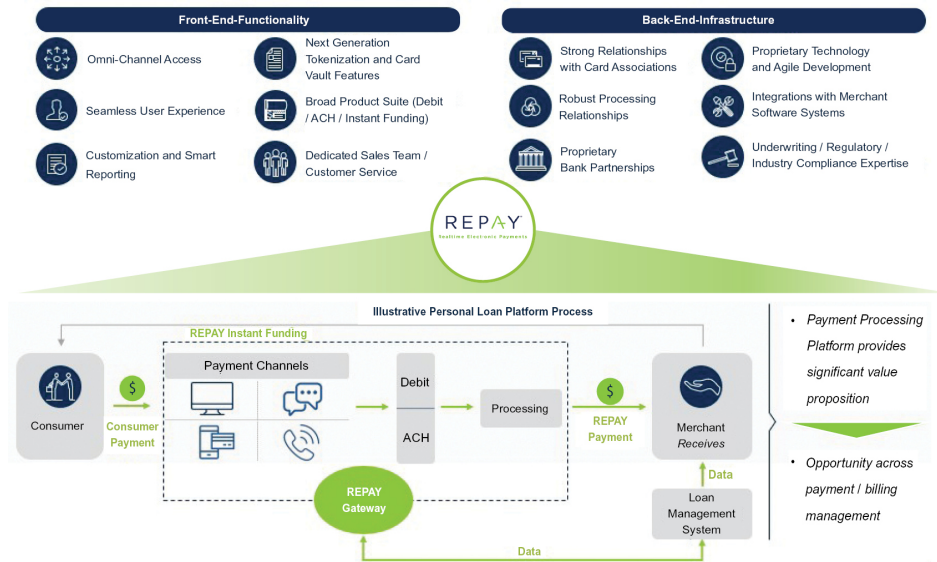 Front-End-Functionality
Omni-Channel Access
Seamless User Experience
Customization and Smart
Reporting
Next Generation
Tokenization and Card
Vault Features
Broad Product Suite (Debit
/ ACH / Instant Funding)
Dedicated Sales Team /
Customer Service
Back-End-Infrastructure
Strong Relationships
with Card Associations
Robust Processing
Relationships
Proprietary
Bank Partnerships
Proprietary Technology
and Agile Development
Integrations with Merchant
Software Systems
Underwriting / Regulatory /
Industry Compliance Expertise
REPAY
Realtime Electronic Payments
Illustrative Personal Loan Platform Process
REPAY Instant Funding
Consumer
$
Consumer
Payment
Payment Channels
Debit
ACH
Processing
$
REPAY
Payment
Merchant
Receives
REPAY
Gateway
Data
Loan
Management
System
Data
• Payment Processing
Platform provides
significant value
proposition
• Opportunity across
payment / billing
management